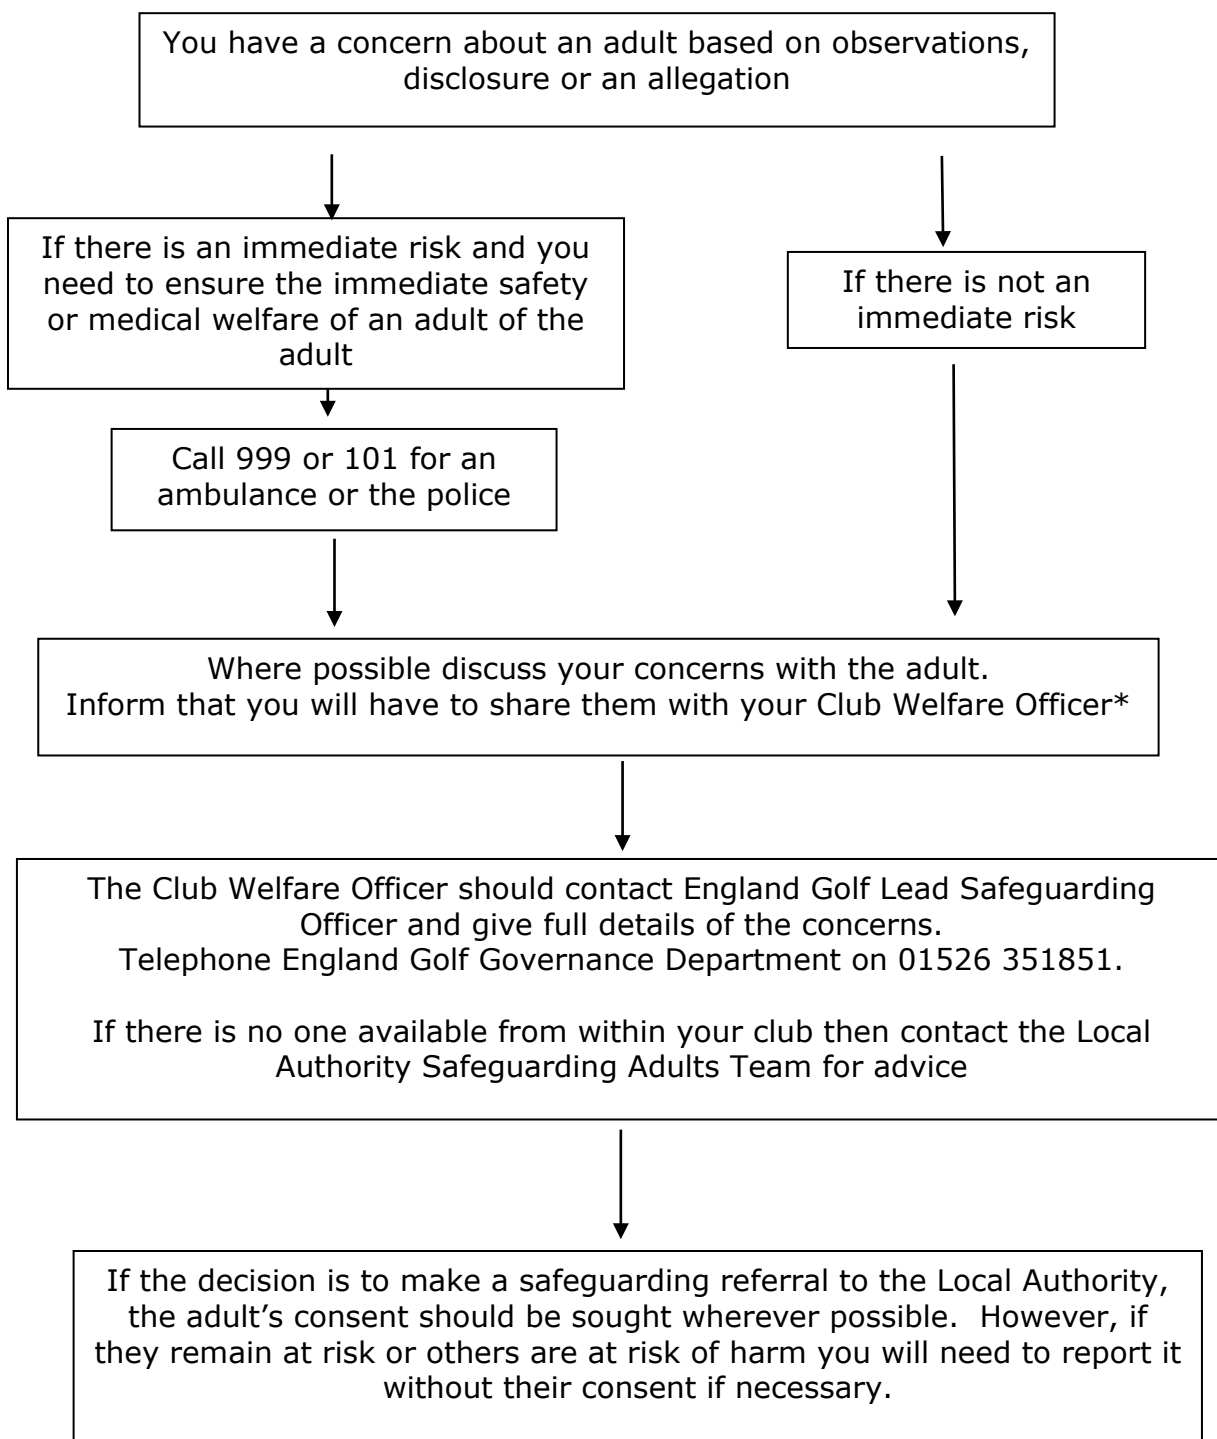 You have a concern about an adult based on observations,
disclosure or an allegation
If there is an immediate risk and you
need to ensure the immediate safety
or medical welfare of an adult of the
adult
If there is not an
immediate risk
Call 999 or 101 for an
ambulance or the police
Where possible discuss your concerns with the adult.
Inform that you will have to share them with your Club Welfare Officer*
The Club Welfare Officer should contact England Golf Lead Safeguarding
Officer and give full details of the concerns.
Telephone England Golf Governance Department on 01526 351851.
If there is no one available from within your club then contact the Local
Authority Safeguarding Adults Team for advice
If the decision is to make a safeguarding referral to the Local Authority,
the adult’s consent should be sought wherever possible.  However, if
they remain at risk or others are at risk of harm you will need to report it
without their consent if necessary.